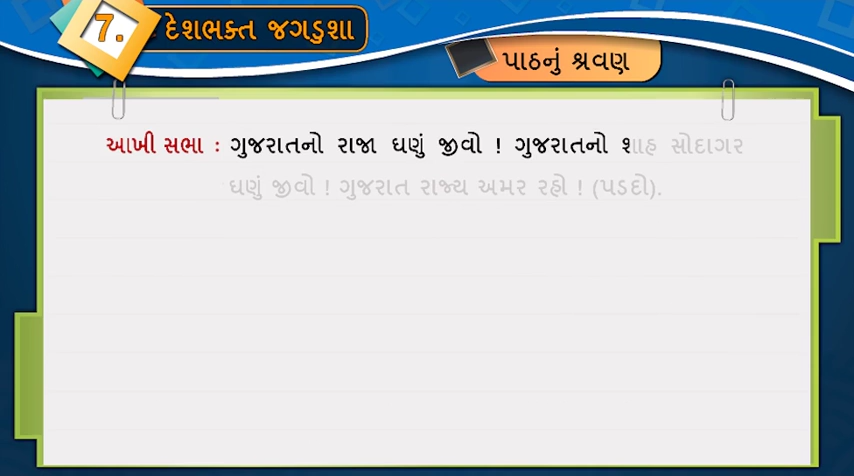 7. દેશભક્ત જગડુશા
પાઠનું શ્રવણ
આખી સભા : ગુજરાતનો રાજા ઘણું જીવો ! ગુજરાતનો શાહ સોદાગર
ઘણું જીવો ! ગુજરાત રાજ્ય અમર રહો ! (પડદો).